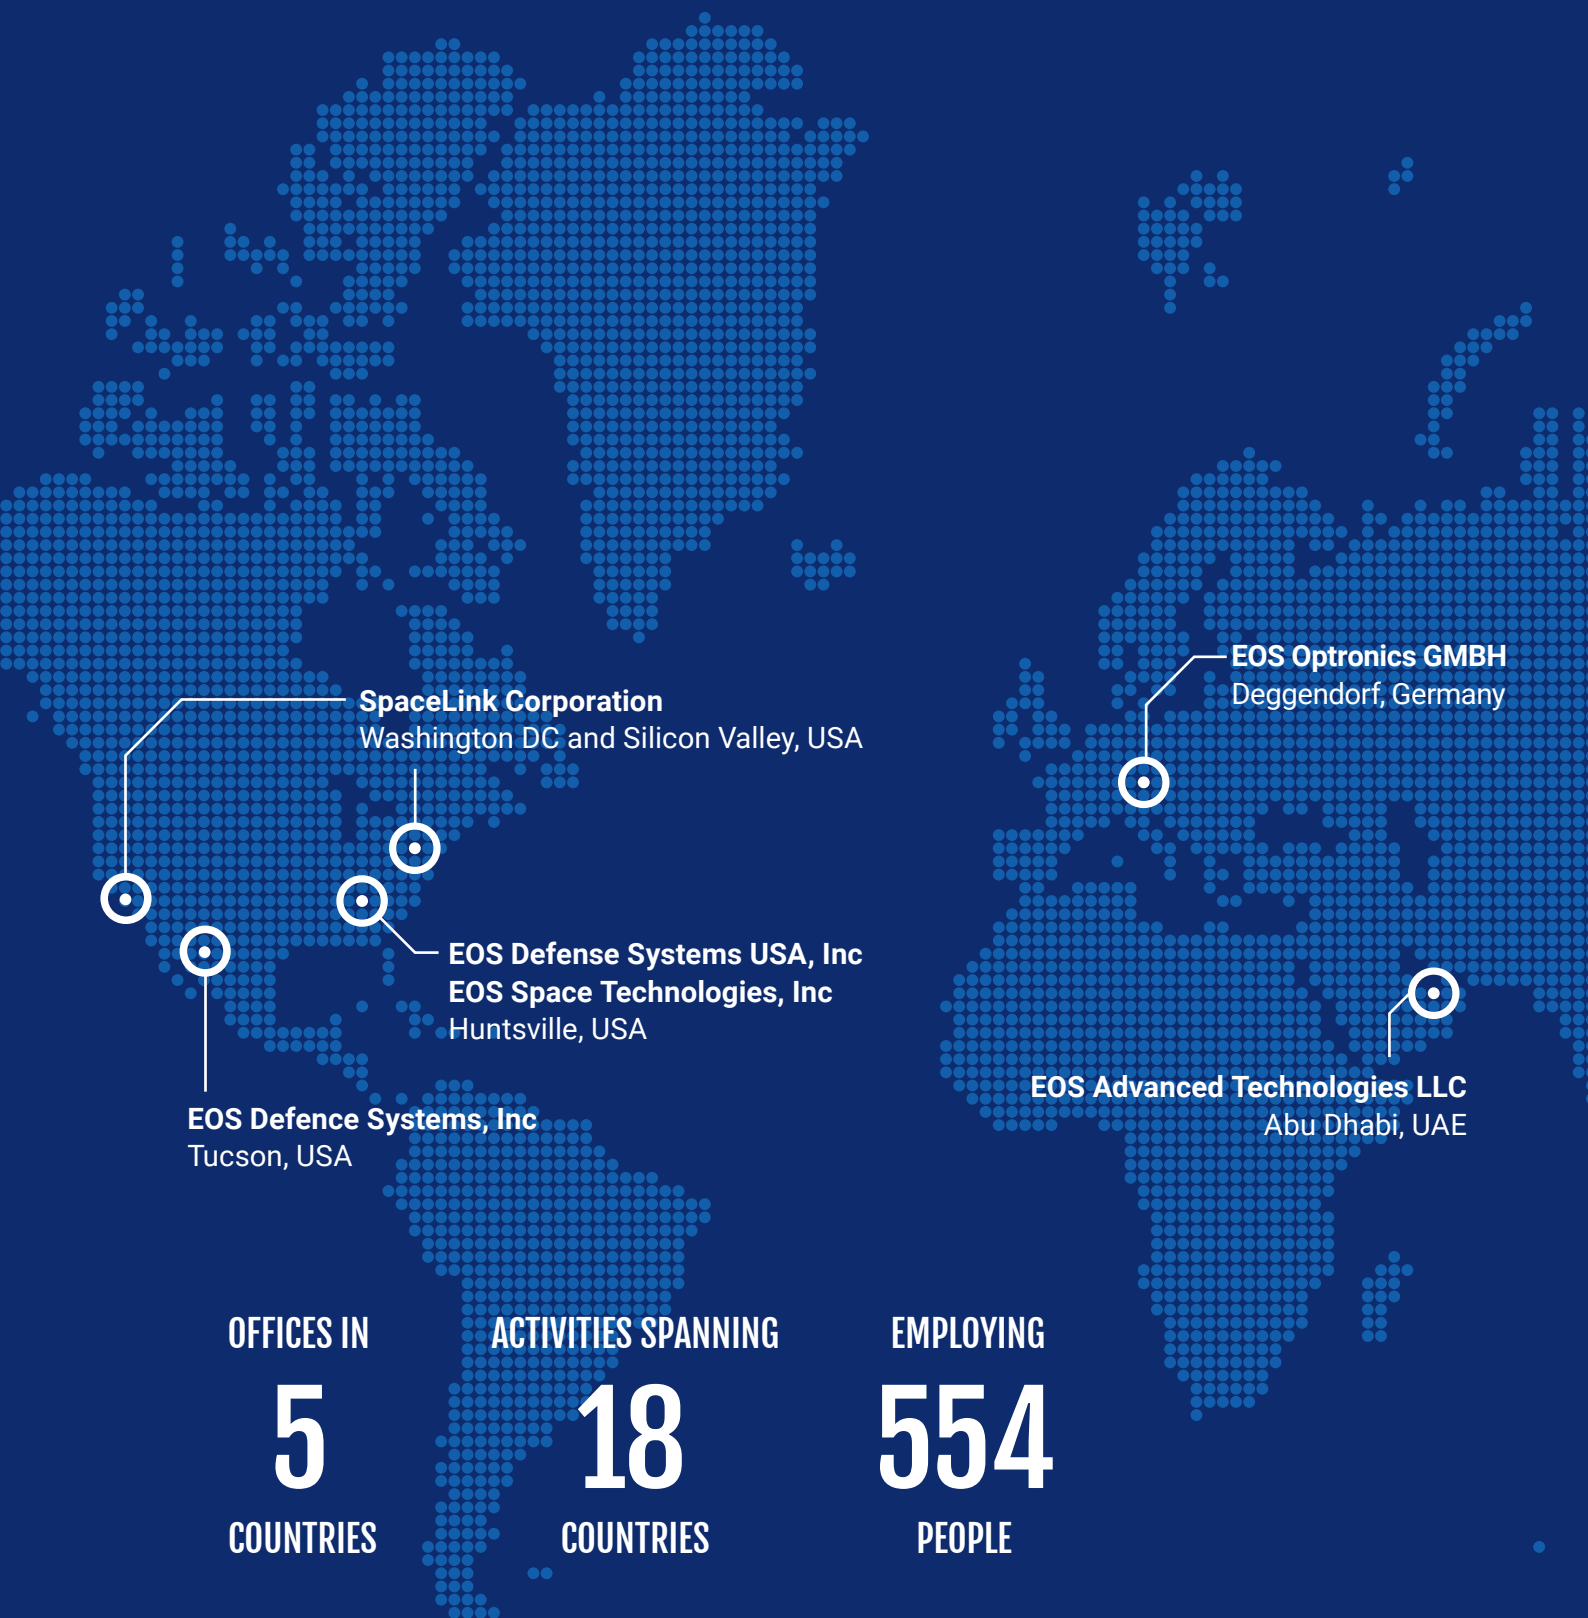 EOS Optronics GMBH
Deggendorf, Germany
SpaceLink Corporation
Washington DC and Silicon Valley, USA
EOS Defense Systems USA, Inc
EOS Space Technologies, Inc
Huntsville, USA
EOS Advanced Technologies LLC
Abu Dhabi, UAE
EOS Defence Systems, Inc
Tucson, USA
OFFICES IN
5
COUNTRIES
ACTIVITIES SPANNING
18
COUNTRIES
EMPLOYING
554
PEOPLE